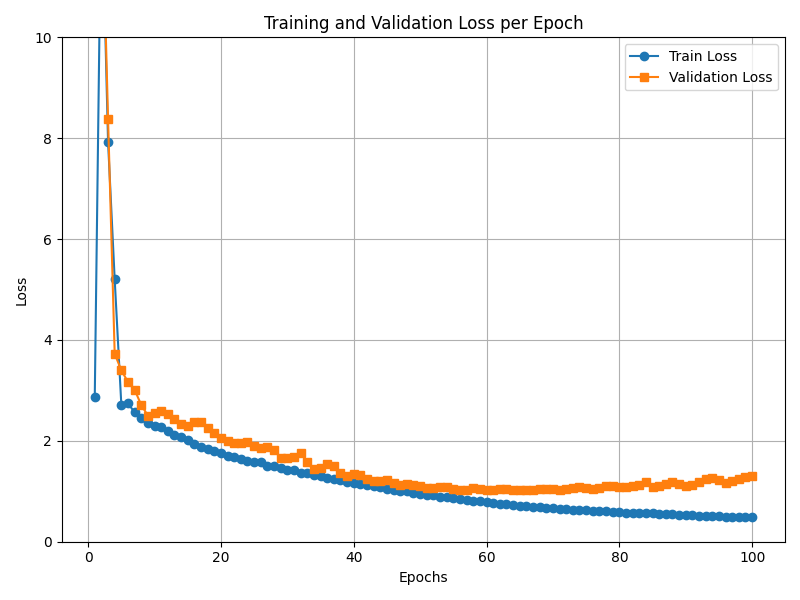 Training and Validation Loss per Epoch
Train Loss
Validation Loss
Loss
10
8
6
4
2
0
0 20 40 60 80 100
Epochs